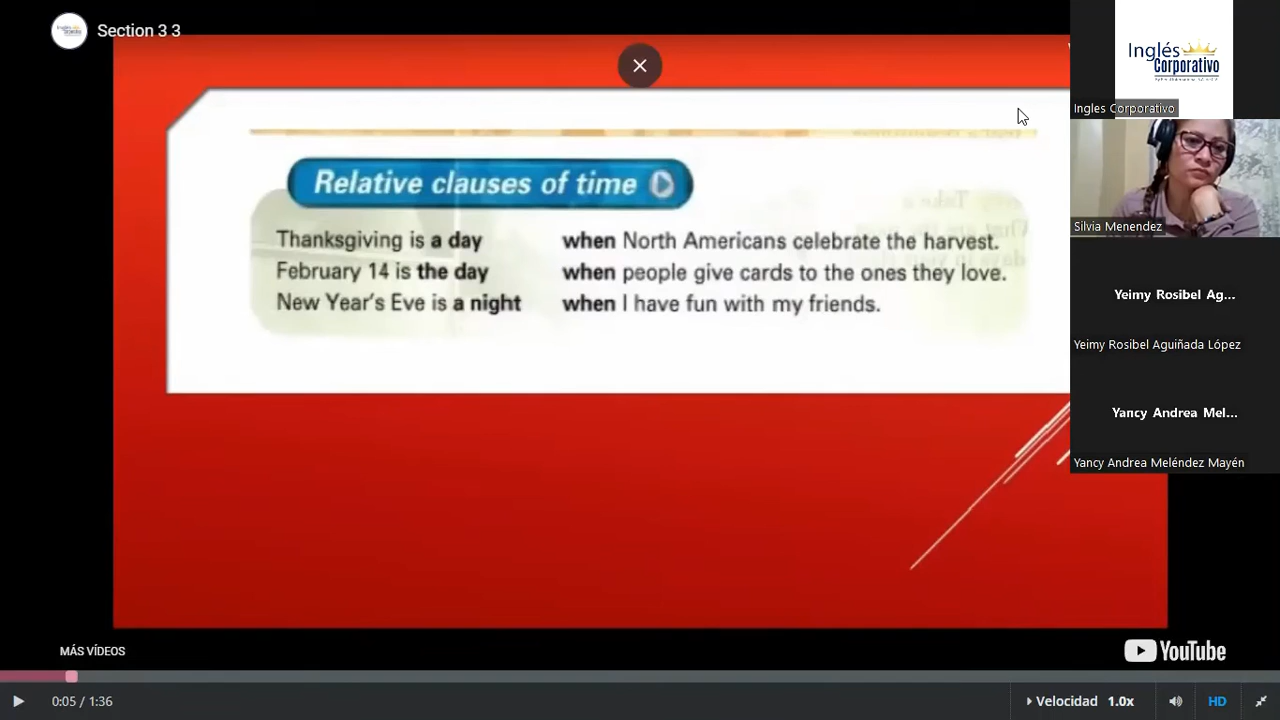 Section 3 3
Relative clauses of time
Thanksgiving is a day when North Americans celebrate the harvest.
February 14 is the day when people give cards to the ones they love.
New Year's Eve is a night when I have fun with my friends.
Inglés
Corporativo
Ingles Corporativo
Silvia Menendez
Yeimy Rosibel Ag...
Yeimy Rosibel Aguiñada López
Yancy Andrea Mel...
Yancy Andrea Meléndez Mayén
MÁS VÍDEOS
YouTube
0:05 / 1:36
Velocidad 1.0x
HD